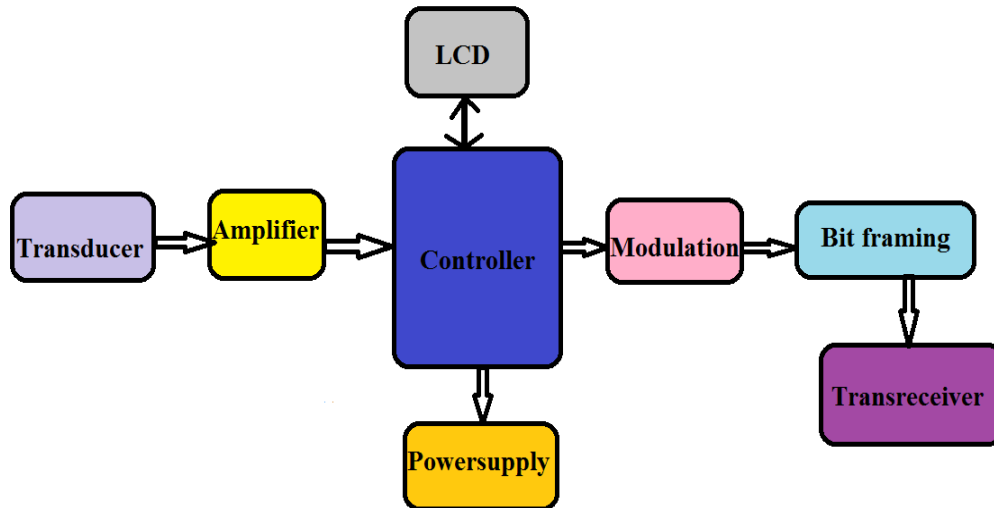 LCD
Transducer
Amplifier
Controller
Modulation
Bit framing
Transreceiver
Powersupply